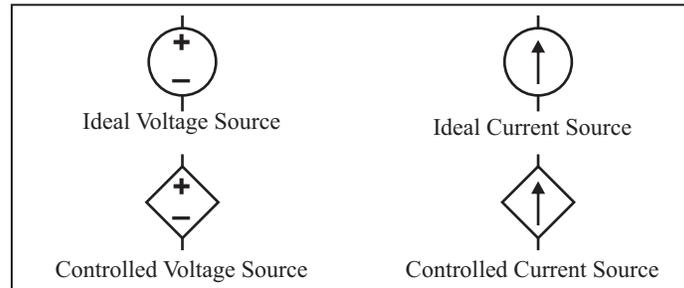 Ideal Voltage Source
Ideal Current Source
Controlled Voltage Source
Controlled Current Source